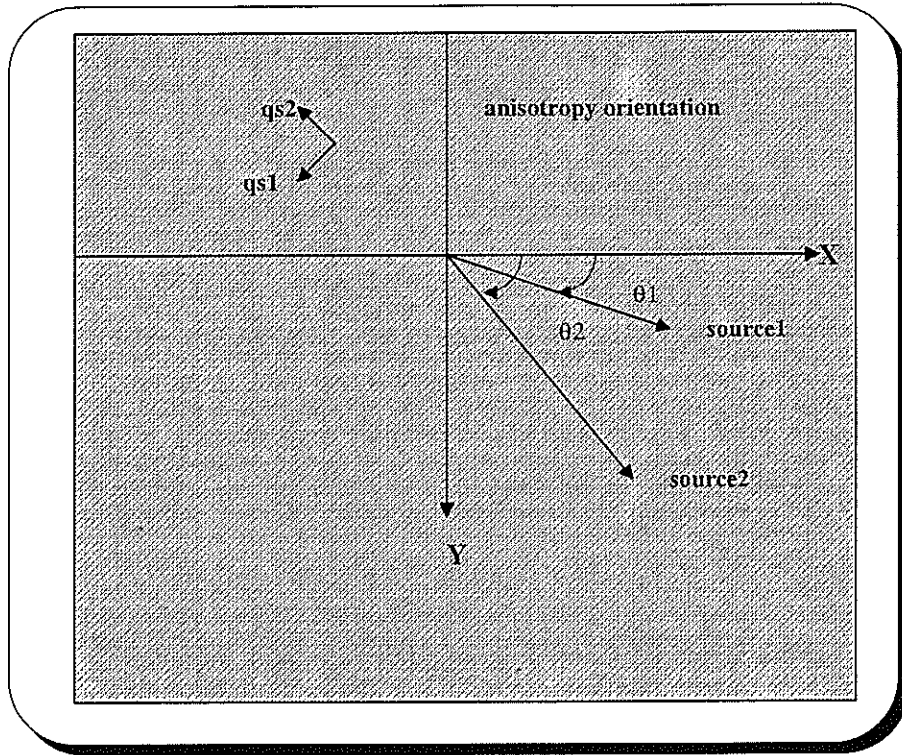 qs2
anisotropy orientation
qs1
X
θ1
source1
θ2
source2
Y